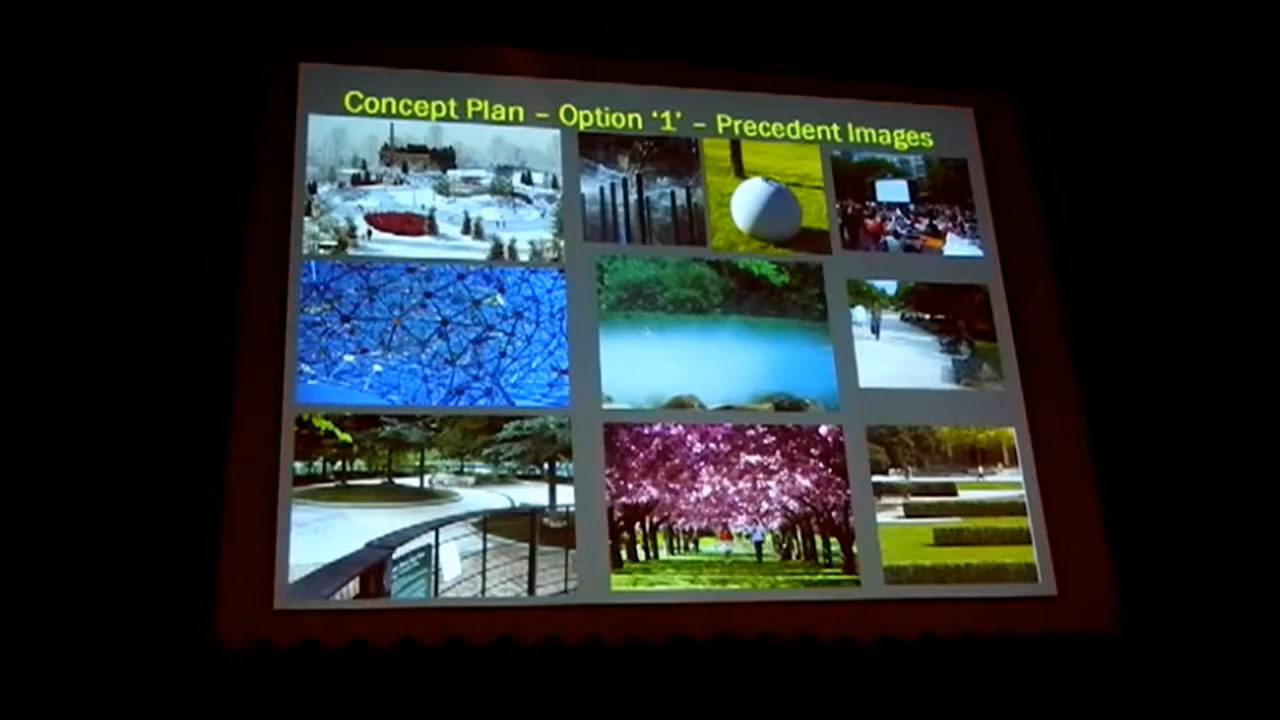 Concept Plan – Option ‘1’ – Precedent Images